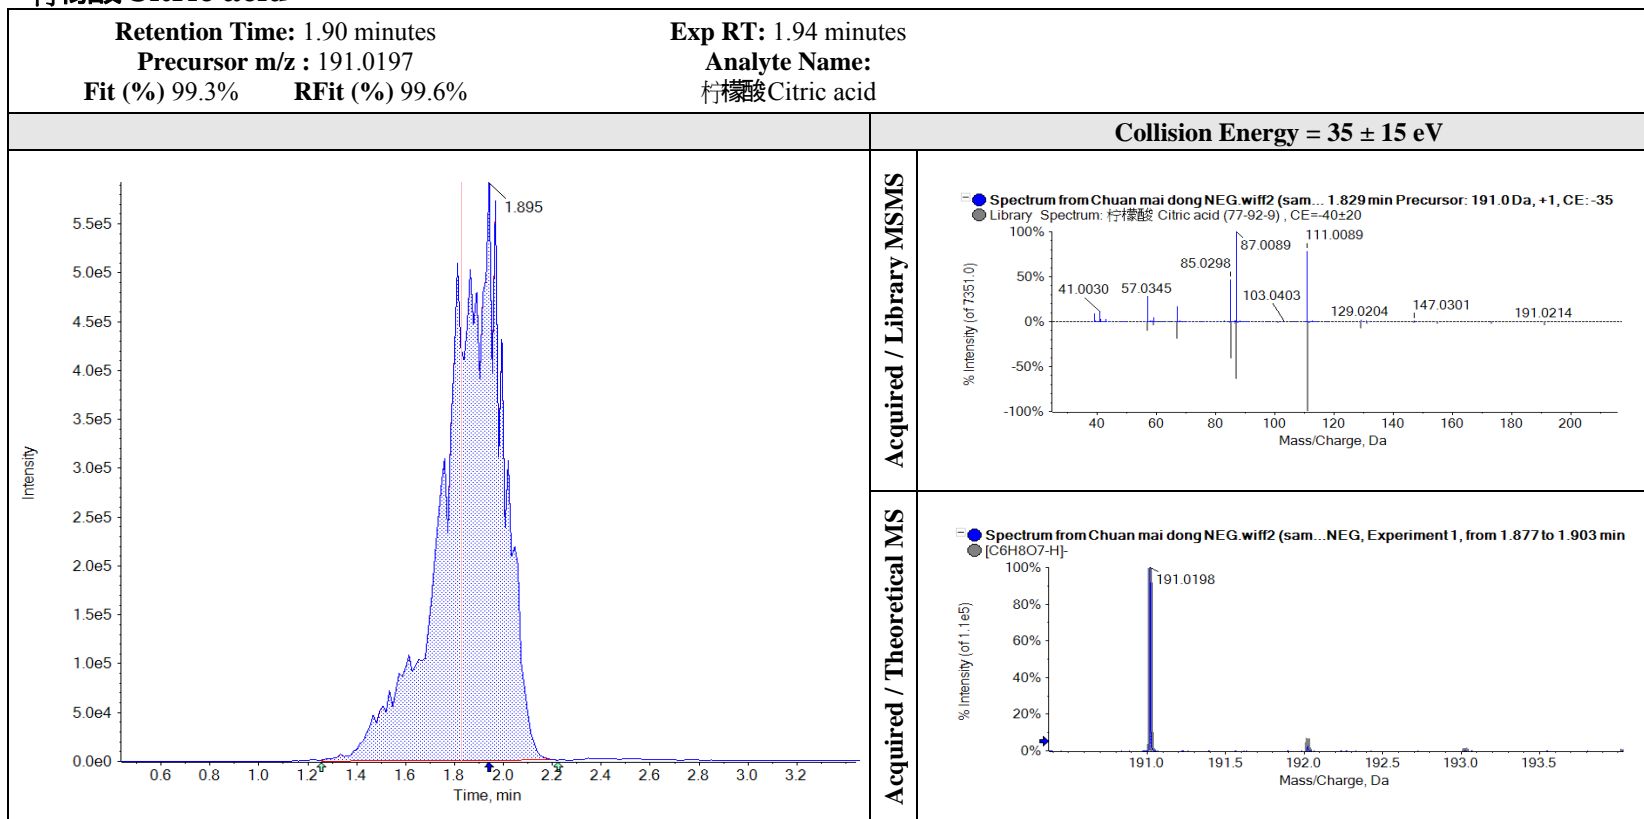 Retention Time: 1.90 minutes
Exp RT: 1.94 minutes
Precursor m/z : 191.0197
Analyte Name:
Fit (%) 99.3% RFit (%) 99.6%
柠檬酸Citric acid
Collision Energy = 35 ± 15 eV
1.895
5.5e5
5.0e5
4.5e5
4.0e5
3.5e5
3.0e5
2.5e5
2.0e5
1.5e5
1.0e5
5.0e4
0.0e0
Intensity
0.6 0.8 1.0 1.2 1.4 1.6 1.8 2.0 2.2 2.4 2.6 2.8 3.0 3.2
Time, min
Acquired / Library MSMS
Spectrum from Chuan mai dong NEG.wiff2 (sam... 1.829 min Precursor: 191.0 Da, +1, CE: -35
Library Spectrum: 柠檬酸 Citric acid (77-92-9) , CE=-40±20
100%
50%
0%
-50%
-100%
% Intensity (of 7351.0)
41.0030
57.0345
85.0298
87.0089
103.0403
111.0089
129.0204
147.0301
191.0214
40 60 80 100 120 140 160 180 200
Mass/Charge, Da
Acquired / Theoretical MS
Spectrum from Chuan mai dong NEG.wiff2 (sam...NEG, Experiment 1, from 1.877 to 1.903 min
[C6H8O7-H]-
100%
80%
60%
40%
20%
0%
% Intensity (of 1.1e5)
191.0198
191.0 191.5 192.0 192.5 193.0 193.5
Mass/Charge, Da